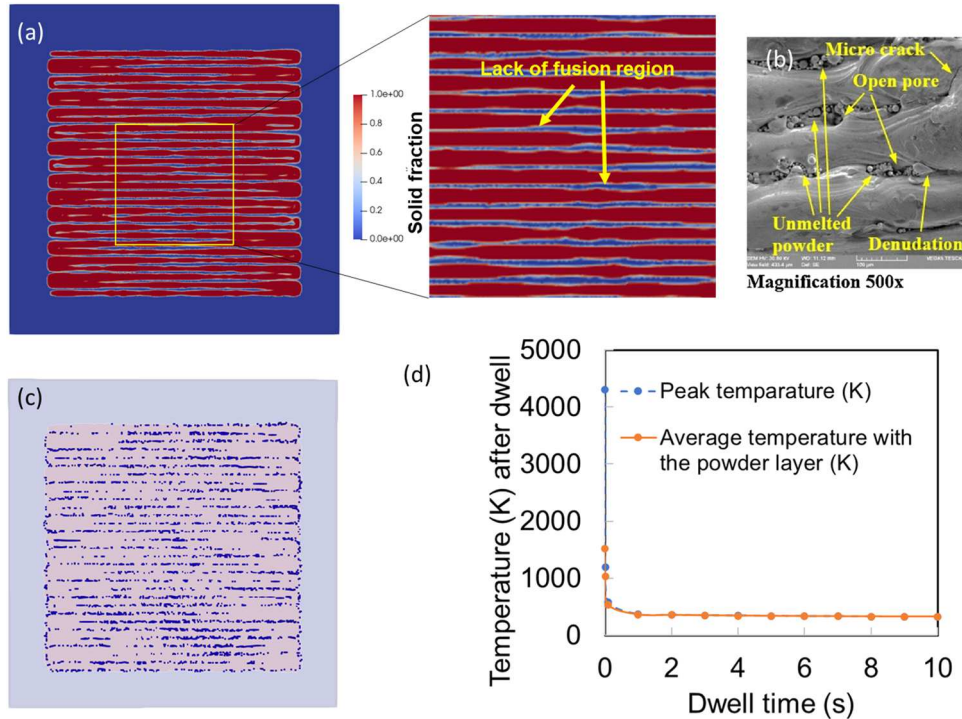 (a)
Lack of fusion region
Solid fraction
1.0e+00
0.8
0.6
0.4
0.2
0.0e+00
(b)
Micro crack
Open pore
Unmelted
powder
Denudation
Magnification 500x
(c)
(d)
Temperature (K) after dwell
5000
4000
3000
2000
1000
0
Peak temparature (K)
Average temperature with
the powder layer (K)
0
2
4
6
8
10
Dwell time (s)